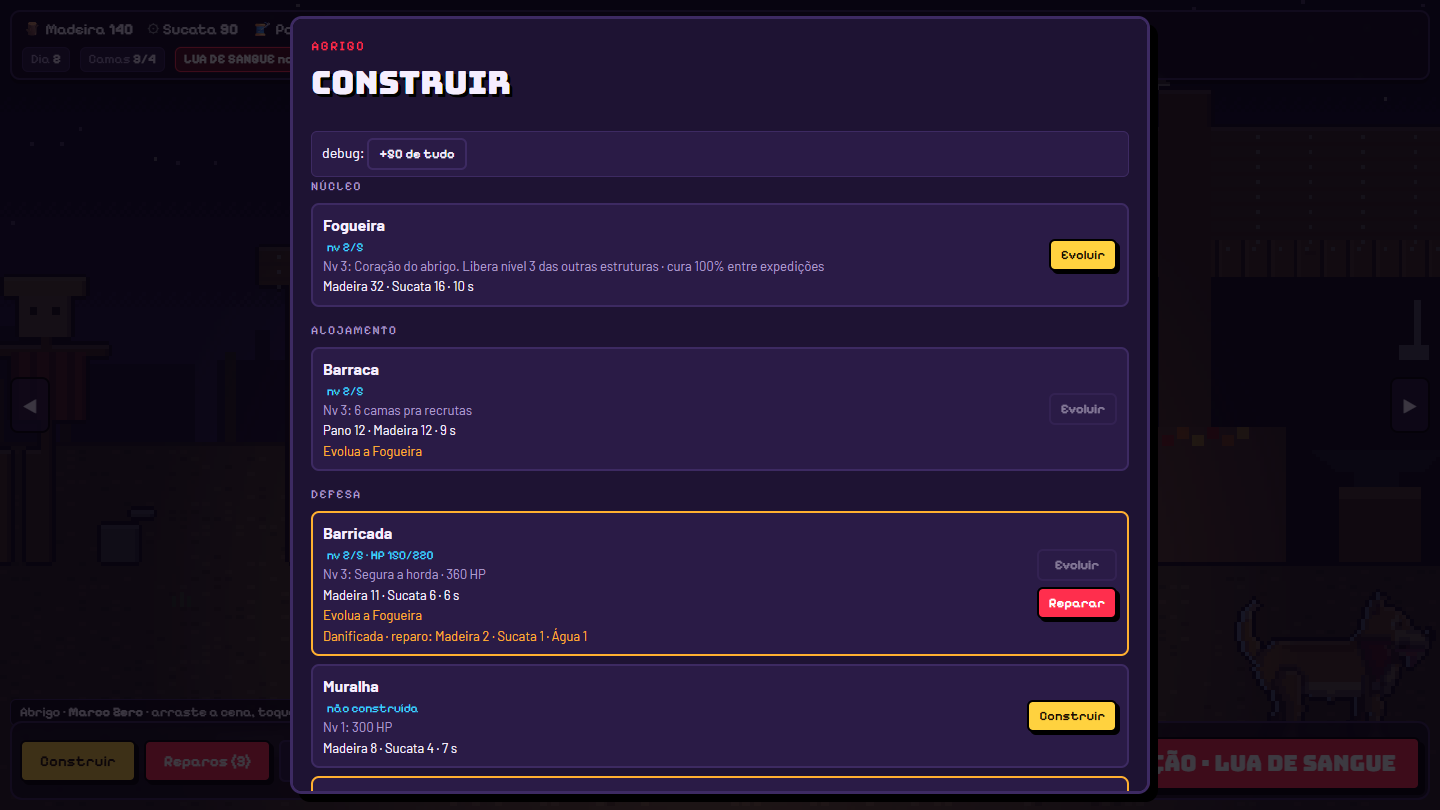 Madeira 140 Sucata 90
Dia 8 Camas 3/4 LUA DE SANGUE
ABRIGO
CONSTRUIR
debug: +80 de tudo
NÚCLEO
Fogueira
nv 2/5
Nv 3: Coração do abrigo. Libera nível 3 das outras estruturas · cura 100% entre expedições
Madeira 32 · Sucata 16 · 10 s
Evoluir
ALOJAMENTO
Barraca
nv 2/5
Nv 3: 6 camas pra recrutas
Pano 12 · Madeira 12 · 9 s
Evolua a Fogueira
Evoluir
DEFESA
Barricada
nv 2/5 · HP 180/220
Nv 3: Segura a horda · 360 HP
Madeira 11 · Sucata 6 · 6 s
Evolua a Fogueira
Danificada · reparo: Madeira 2 · Sucata 1 · Água 1
Evoluir
Reparar
Muralha
não construída
Nv 1: 300 HP
Madeira 8 · Sucata 4 · 7 s
Construir
Abrigo · Marco Zero · arraste a cena,
Construir
Reparos (3)
ÇÃO · LUA DE SANGUE